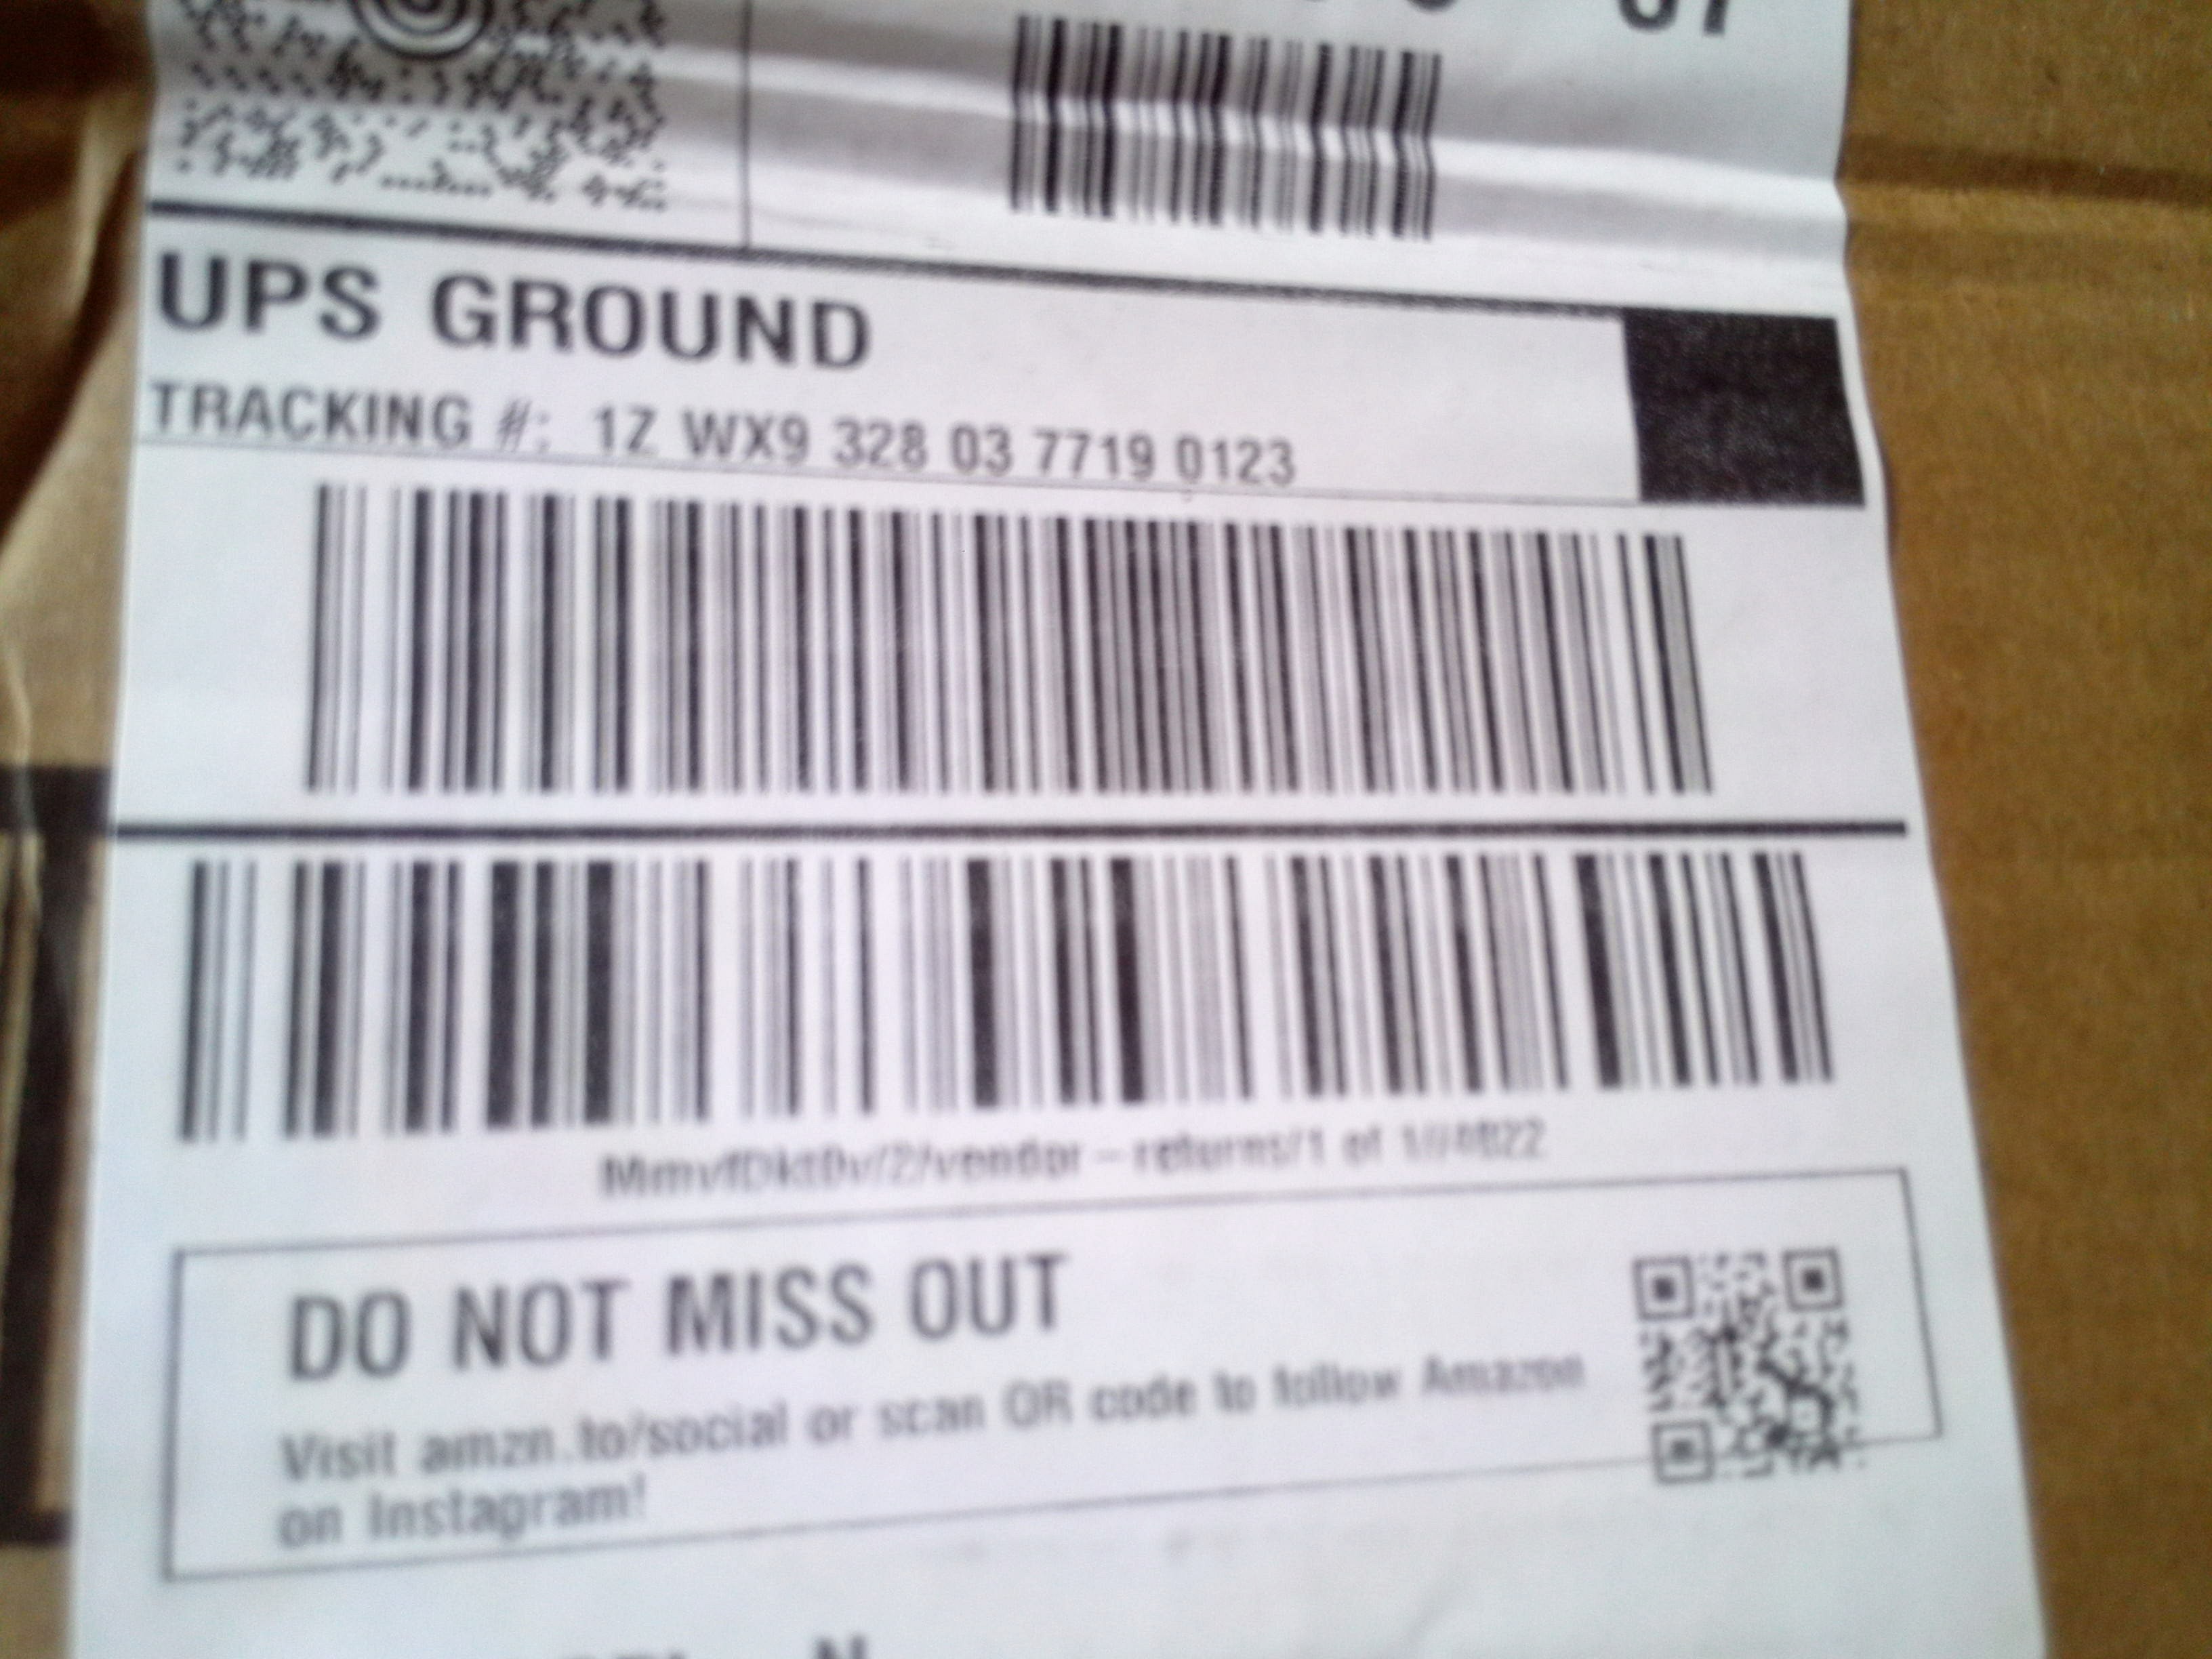 UPS GROUND
TRACKING #: 1Z WX9 328 03 7719 0123
DO NOT MISS OUT
Visit amzn.to/social or scan QR code to follow Amazon
on Instagram!